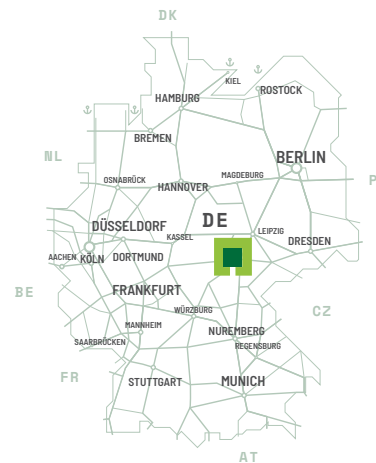 DK
KIEL
ROSTOCK
HAMBURG
BREMEN
NL
BERLIN
OSNABRÜCK
HANNOVER
MAGDEBURG
P
DE
DÜSSELDORF
KASSEL
LEIPZIG
DRESDEN
AACHEN
KÖLN
DORTMUND
BE
FRANKFURT
WÜRZBURG
CZ
MANNHEIM
NUREMBERG
SAARBRÜCKEN
REGENSBURG
FR
STUTTGART
MUNICH
AT